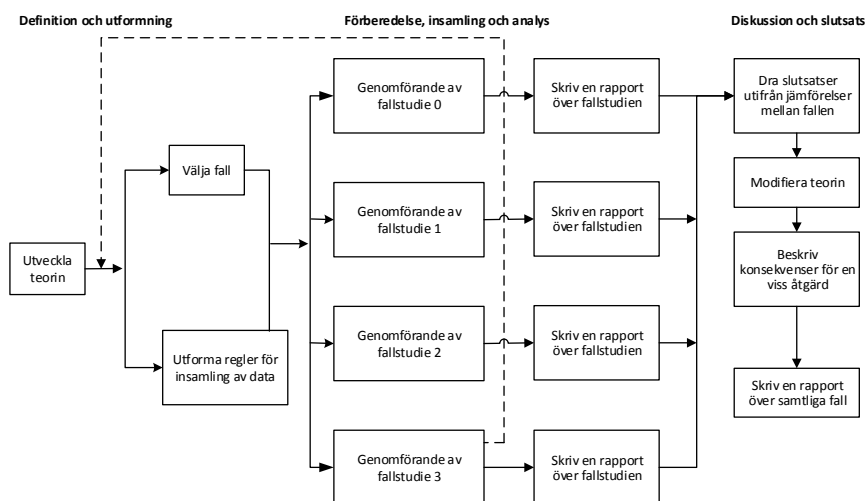 Definition och utformning
Förberedelse, insamling och analys
Diskussion och slutsats
Utveckla
teorin
Välja fall
Utforma regler för
insamling av data
Genomförande av
fallstudie 0
Skriv en rapport
över fallstudien
Genomförande av
fallstudie 1
Skriv en rapport
över fallstudien
Genomförande av
fallstudie 2
Skriv en rapport
över fallstudien
Genomförande av
fallstudie 3
Skriv en rapport
över fallstudien
Dra slutsatser
utifrån jämförelser
mellan fallen
Modifiera teorin
Beskriv
konsekvenser för en
viss åtgärd
Skriv en rapport
över samtliga fall